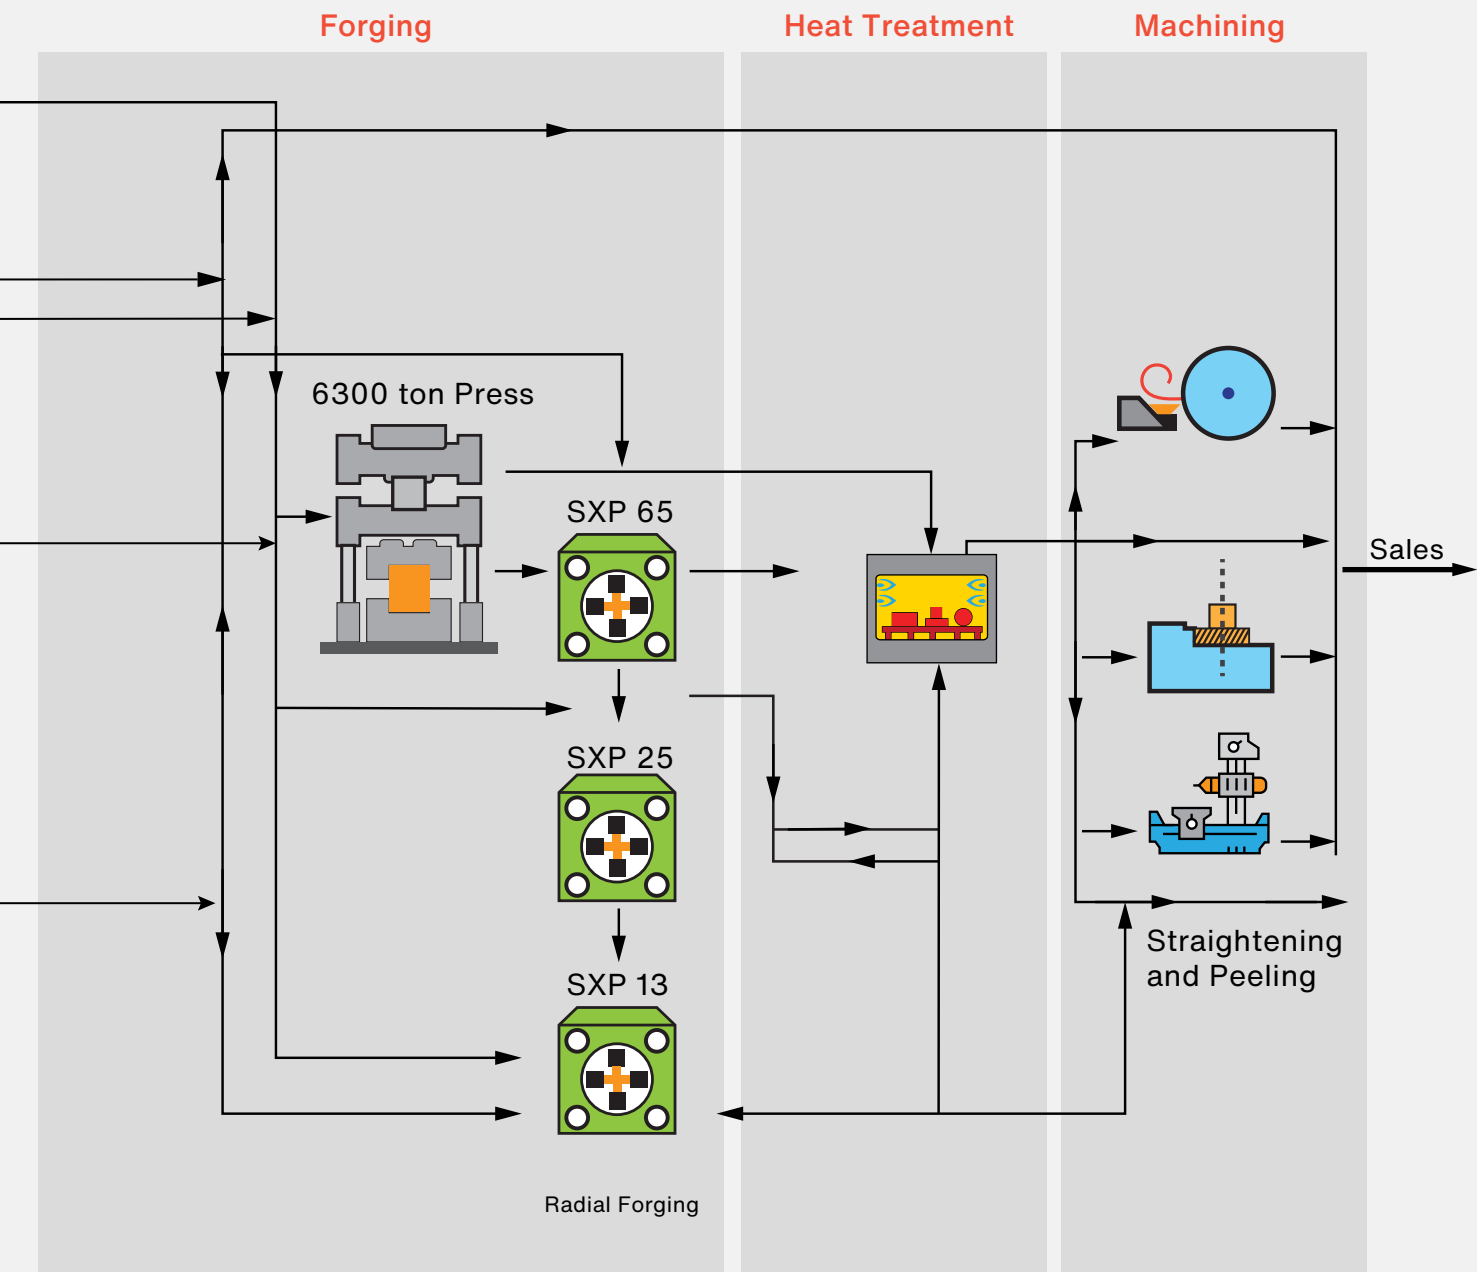 Forging
Heat Treatment
Machining
6300 ton Press
SXP 65
Sales
SXP 25
Straightening
and Peeling
SXP 13
Radial Forging